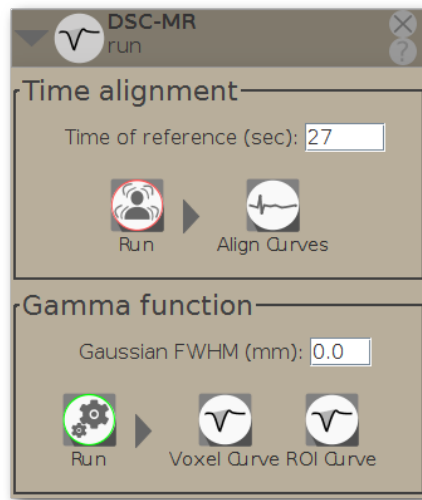 DSC-MR
run
?
Time alignment
Time of reference (sec): 27
Run Align Curves
Gamma function
Gaussian FWHM (mm): 0.0
Run Voxel Curve ROI Curve